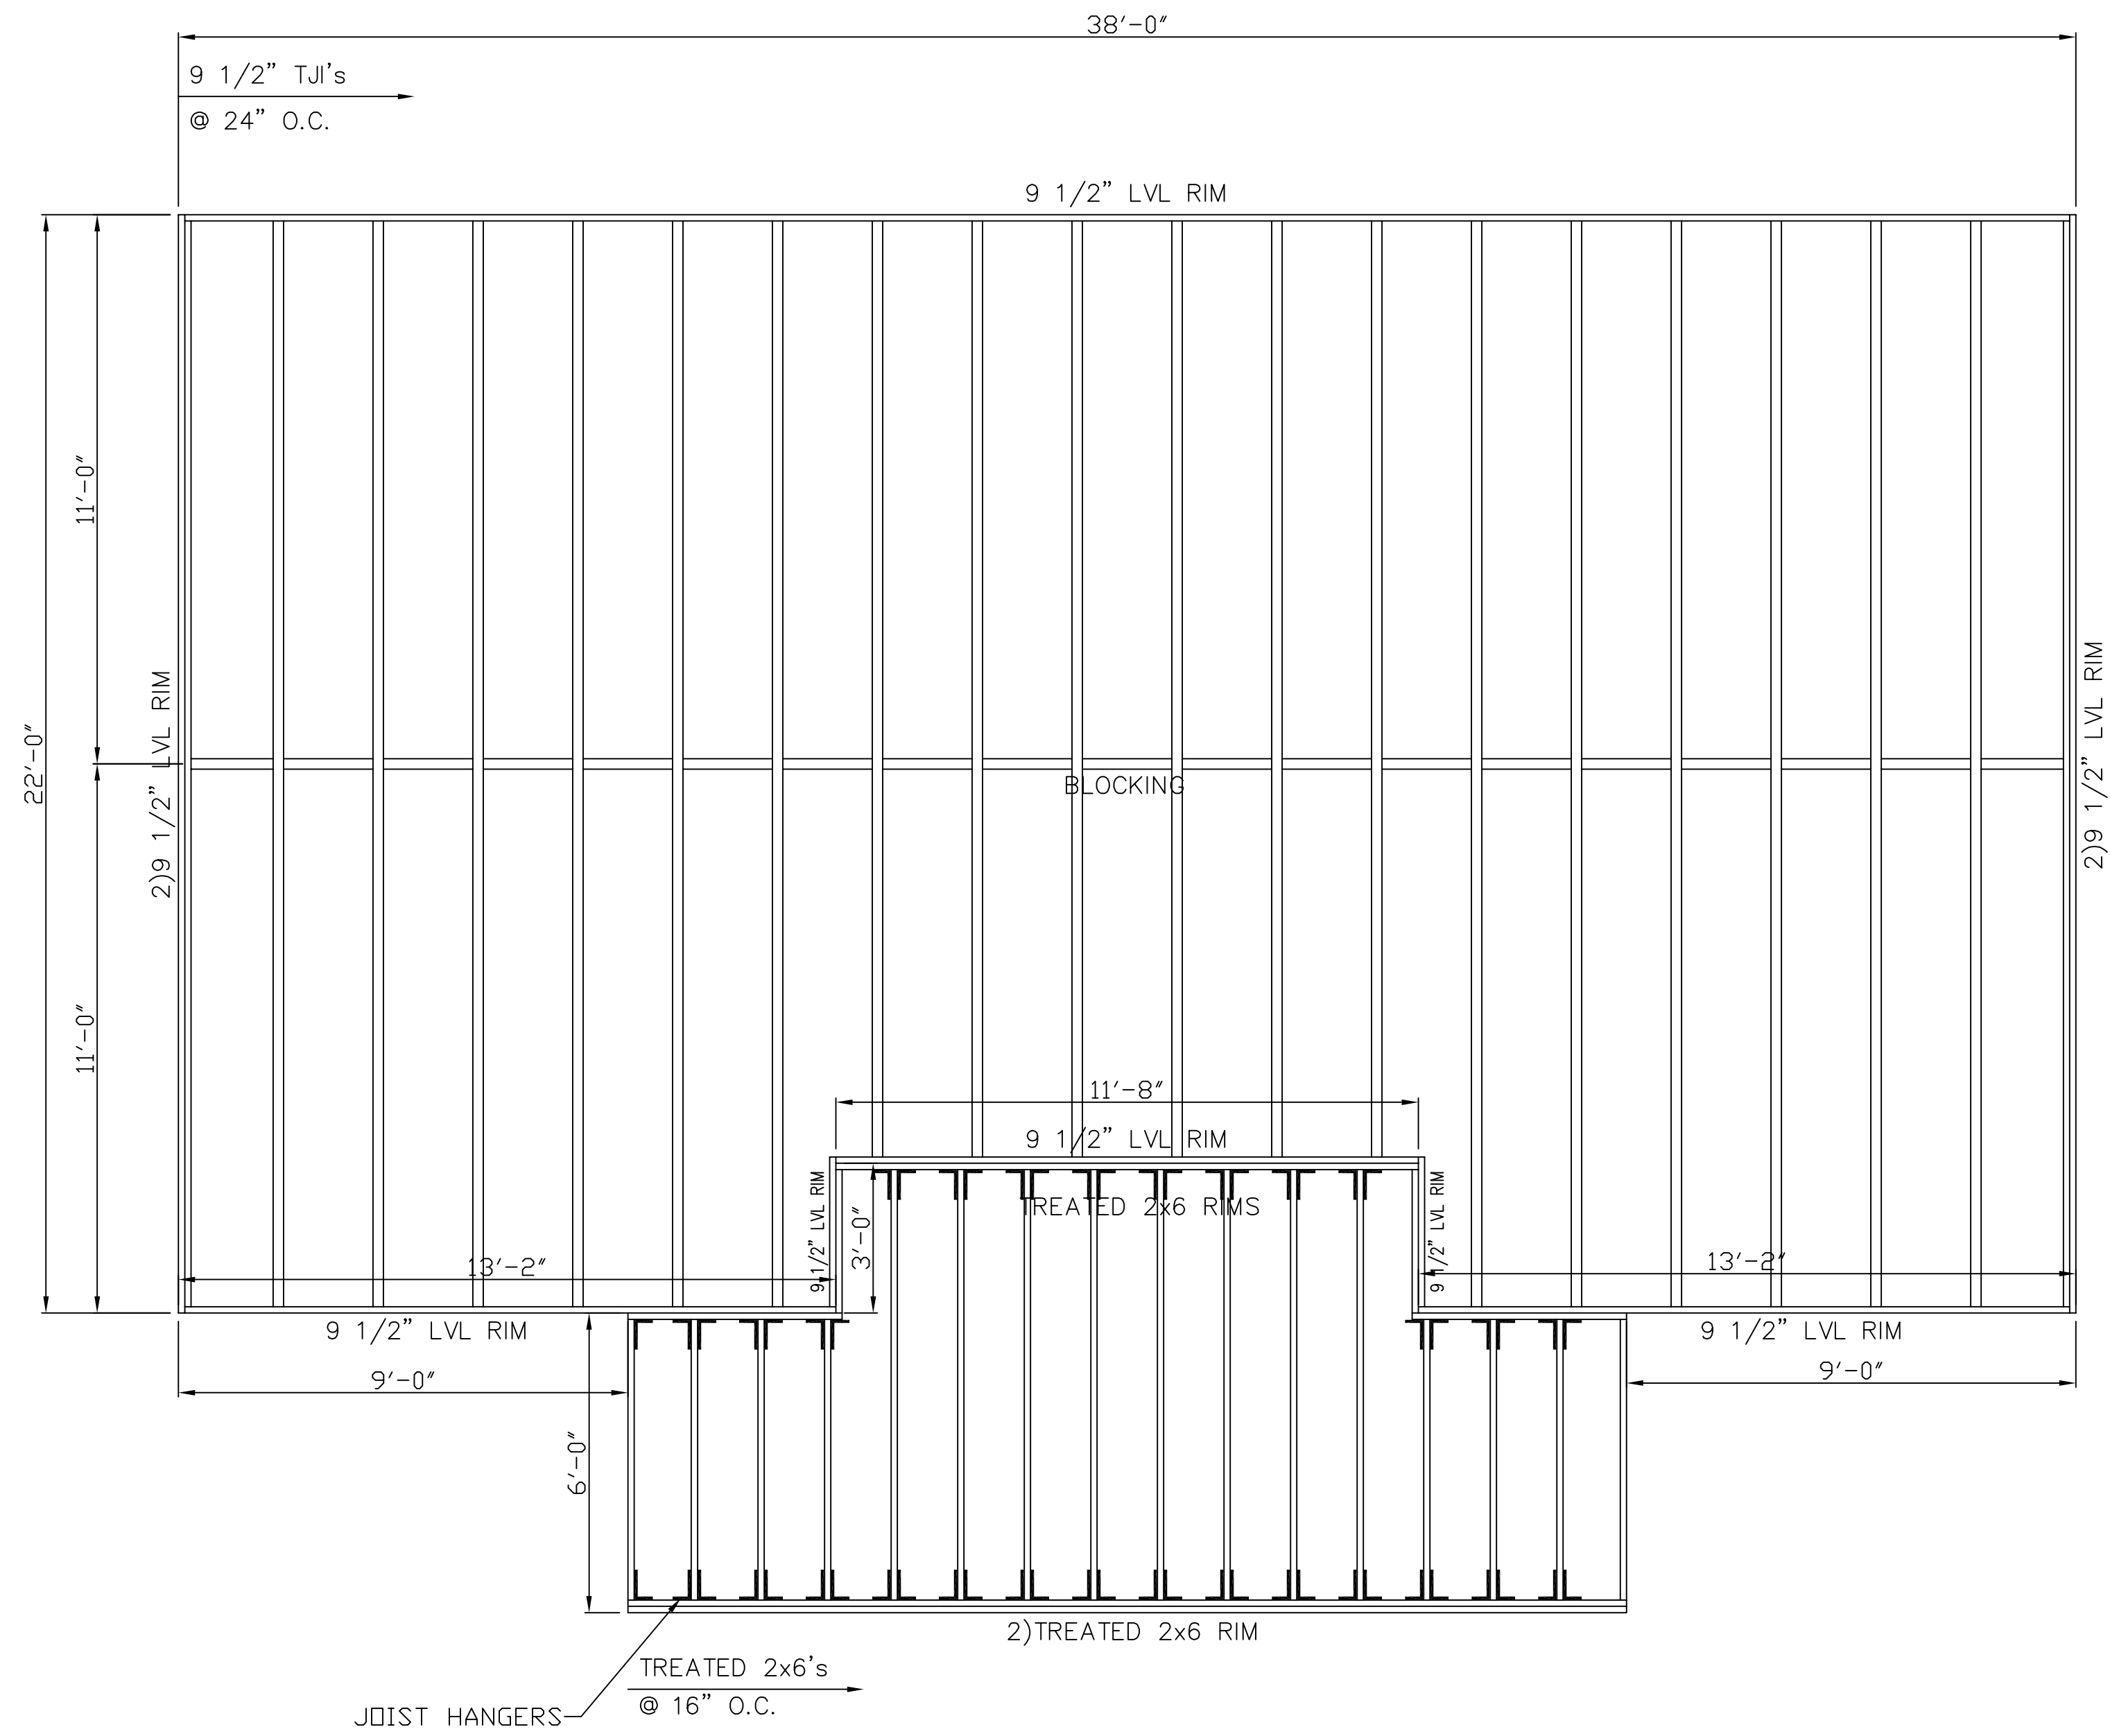 38'-0"
9 1/2" TJI's
@ 24" O.C.
9 1/2" LVL RIM
11'-0"
22'-0"
2)9 1/2" LVL RIM
2)9 1/2" LVL RIM
BLOCKING
11'-0"
11'-8"
9 1/2" LVL RIM
9 1/2" LVL RIM
9 1/2" LVL RIM
TREATED 2x6 RIMS
3'-0"
13'-2"
13'-2"
9 1/2" LVL RIM
9 1/2" LVL RIM
9'-0"
9'-0"
6'-0"
2)TREATED 2x6 RIM
TREATED 2x6's
@ 16" O.C.
JOIST HANGERS